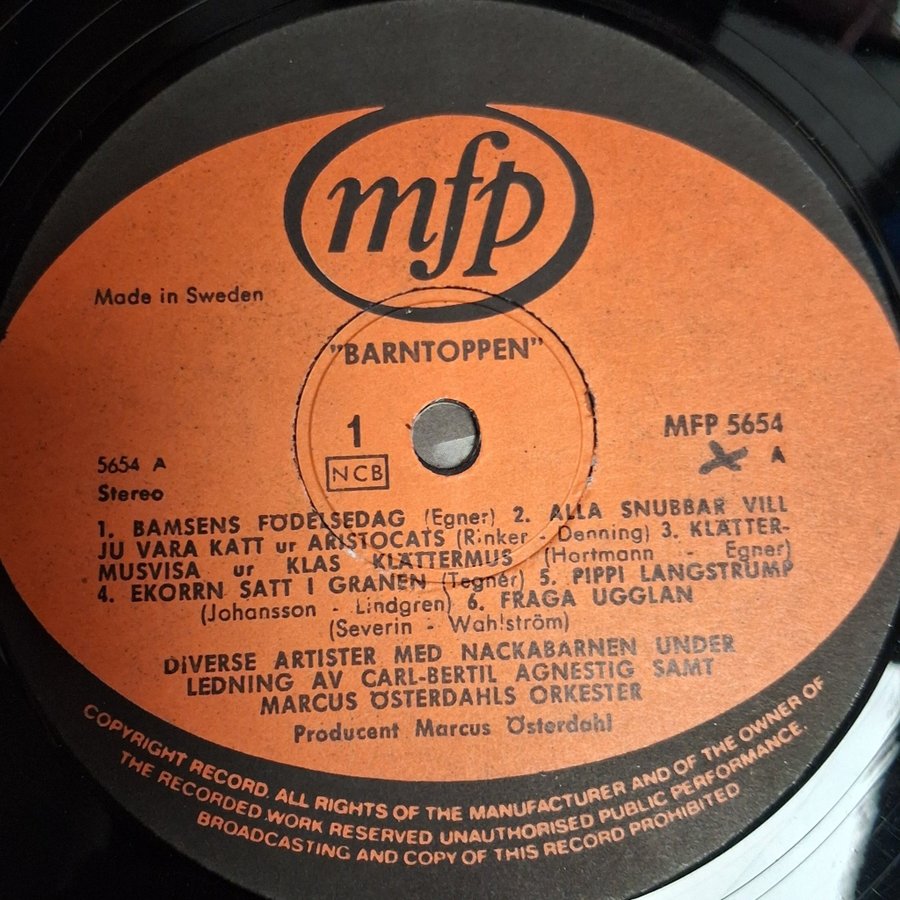 mfp
Made in Sweden
"BARNTOPPEN"
1
NCB
MFP 5654
A
5654 A
Stereo
1. BAMSENS FÖDELSEDAG (Egner) 2. ALLA SNUBBAR VILL
JU VARA KATT ur ARISTOCATS (Rinker - Denning) 3. KLÄTTER-
MUSVISA ur KLAS KLÄTTERMUS (Hartmann - Egner)
4. EKORRN SATT I GRANEN (Tegnér) 5. PIPPI LANGSTRUMP
(Johansson - Lindgren) 6. FRAGA UGGLAN
(Severin - Wahlström)
DIVERSE ARTISTER MED NACKABARNEN UNDER
LEDNING AV CARL-BERTIL AGNESTIG SAMT
MARCUS ÖSTERDAHLS ORKESTER
Producent Marcus Österdahl
COPYRIGHT RECORD. ALL RIGHTS OF THE MANUFACTURER AND OF THE OWNER OF
THE RECORDED WORK RESERVED UNAUTHORISED PUBLIC PERFORMANCE.
BROADCASTING AND COPY OF THIS RECORD PROHIBITED